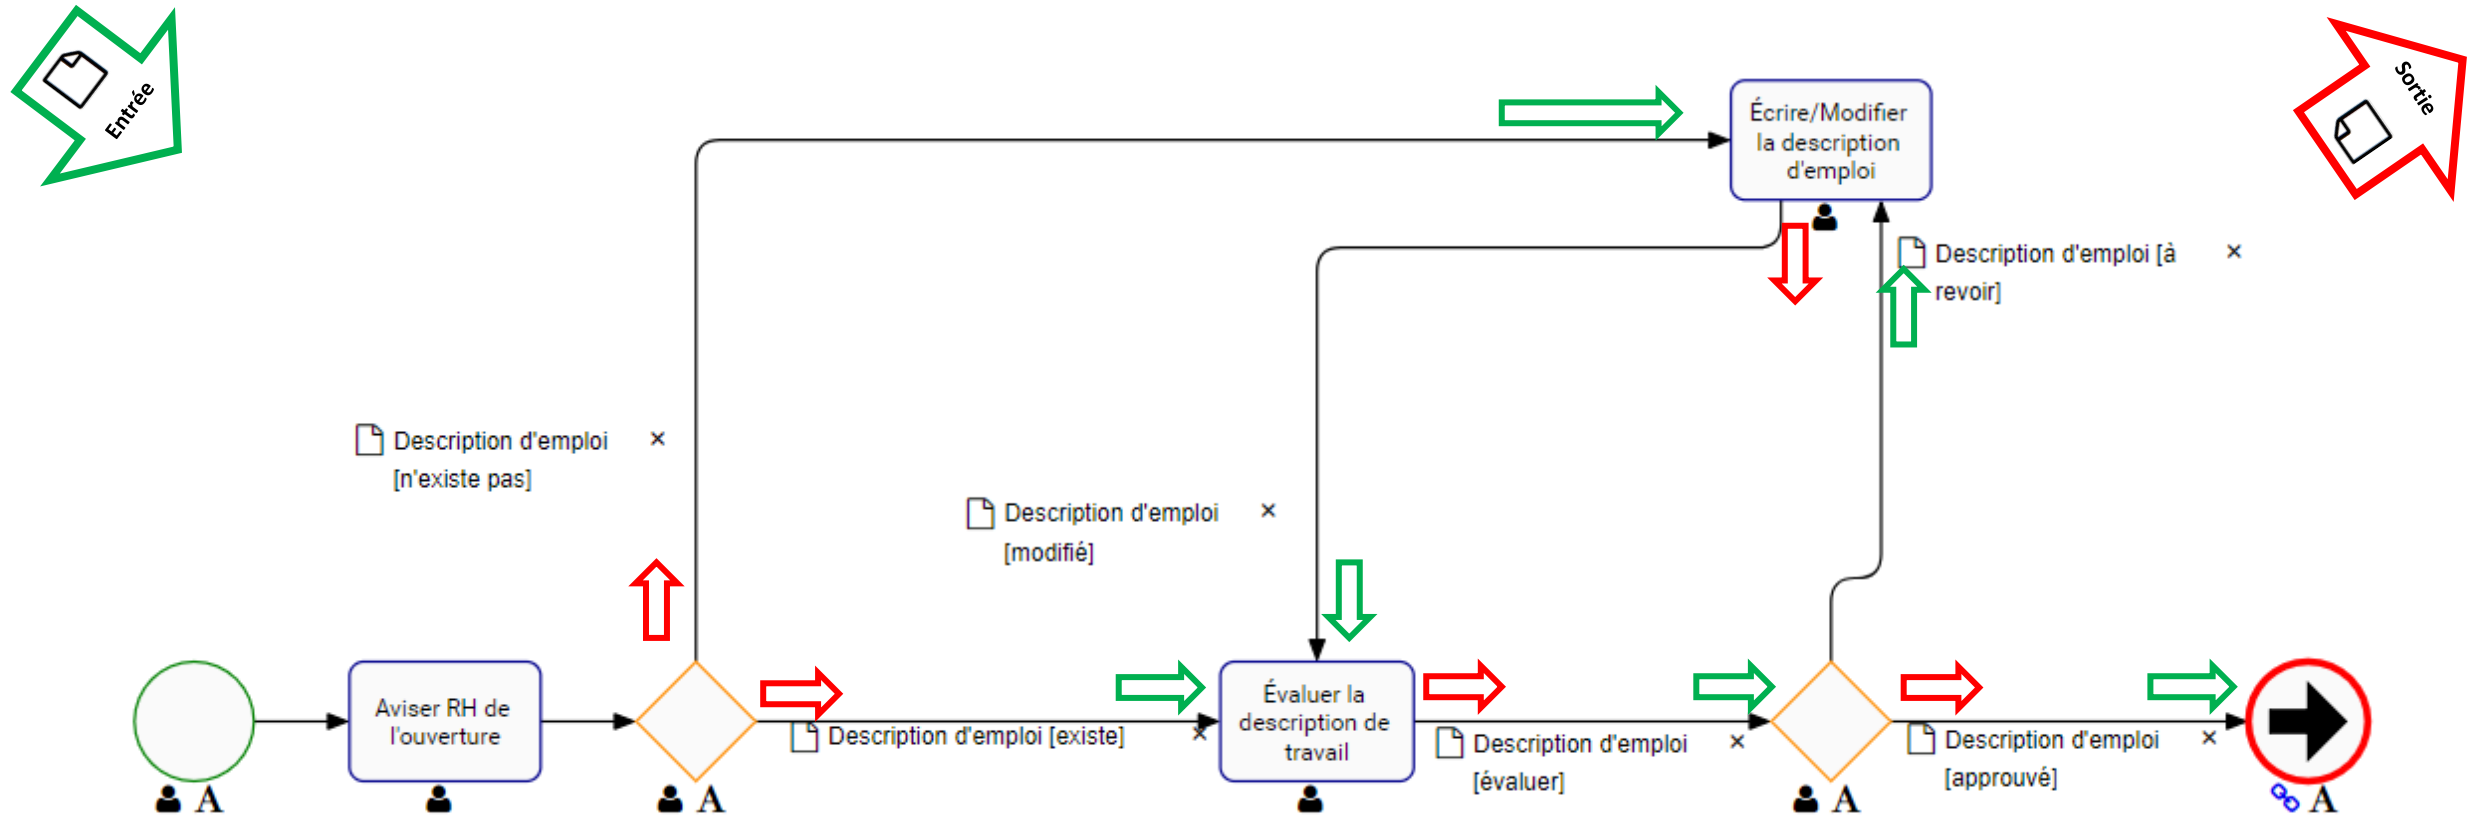 Entrée
Sortie
Écrire/Modifier
la description
d'emploi
Description d'emploi [à
revoir]
Description d'emploi
[n'existe pas]
Description d'emploi
[modifié]
Aviser RH de
l'ouverture
Description d'emploi [existe]
Évaluer la
description de
travail
Description d'emploi
[évaluer]
Description d'emploi
[approuvé]
A
A
A
A